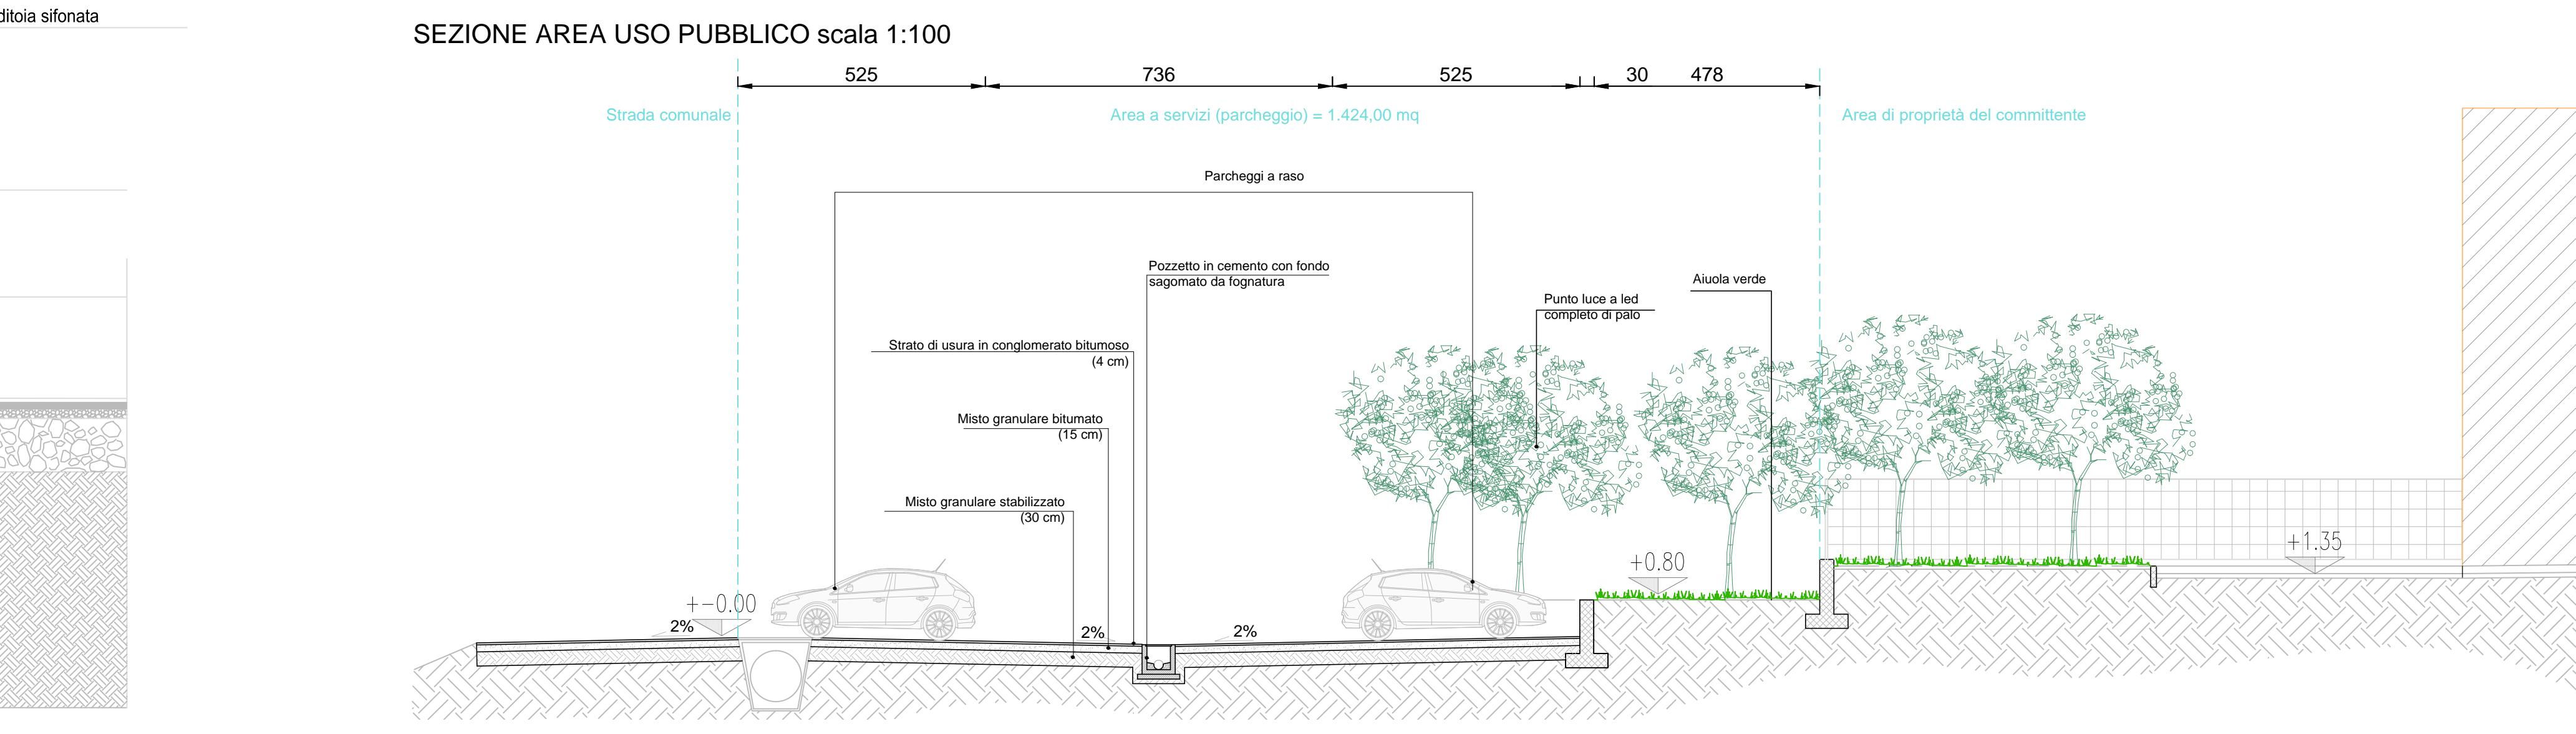 ditoia sifonata
SEZIONE AREA USO PUBBLICO scala 1:100
525 736 525 30 478
Strada comunale
Area a servizi (parcheggio) = 1.424,00 mq
Area di proprietà del committente
Parcheggi a raso
Pozzetto in cemento con fondo
sagomato da fognatura
Aiuola verde
Punto luce a led
completo di palo
Strato di usura in conglomerato bitumoso
(4 cm)
Misto granulare bitumato
(15 cm)
Misto granulare stabilizzato
(30 cm)
+1.35
+0.80
+-0.00
2%
2%
2%